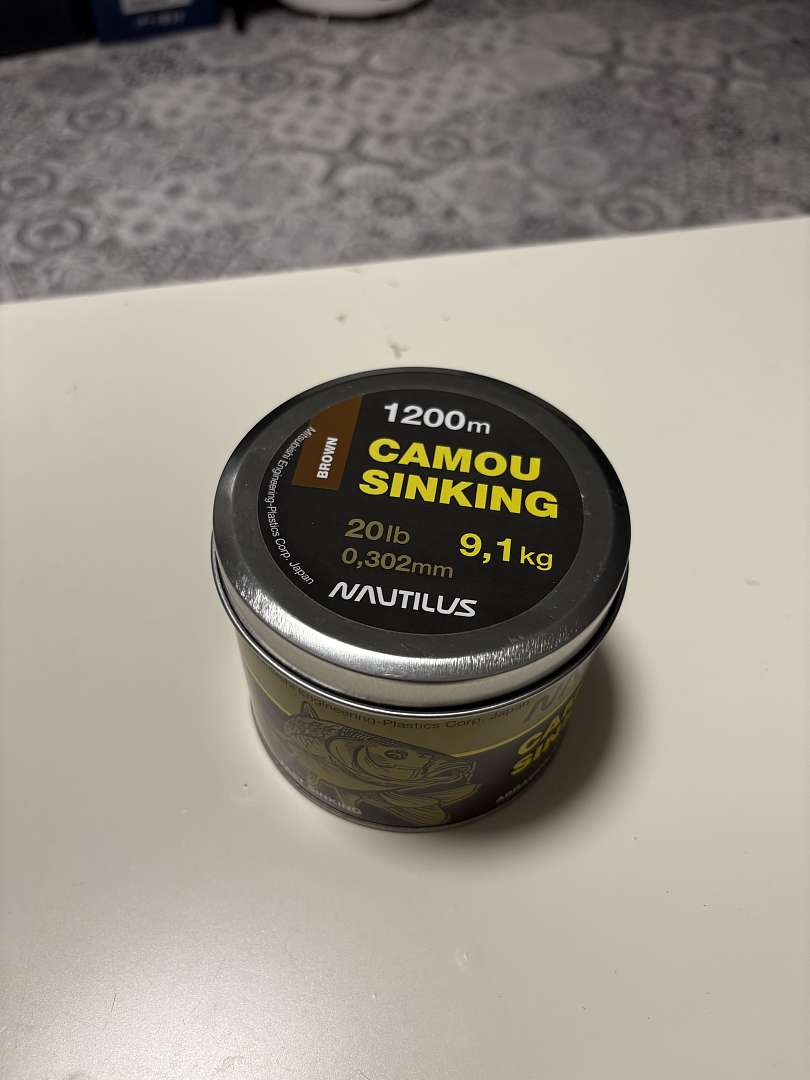 1200m
CAMOU
SINKING
BROWN
Mitsubishi Engineering-Plastics Corp. Japan
20lb
9,1kg
0,302mm
NAUTILUS
Engineering-Plastics Corp. Japan
SINKING